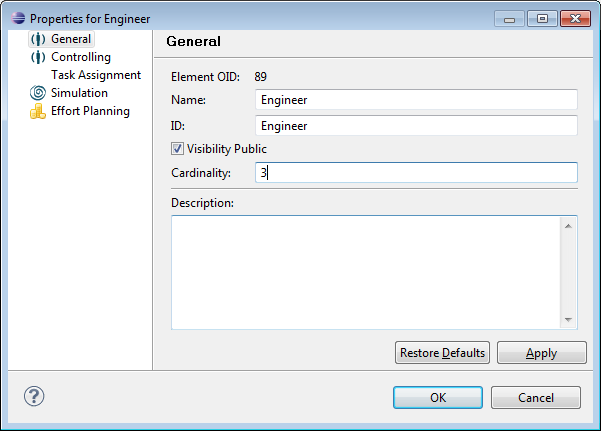 Properties for Engineer
General
Controlling
Task Assignment
Simulation
Effort Planning
General
Element OID: 89
Name: Engineer
ID: Engineer
Visibility Public
Cardinality: 3
Description:
Restore Defaults Apply
? OK Cancel